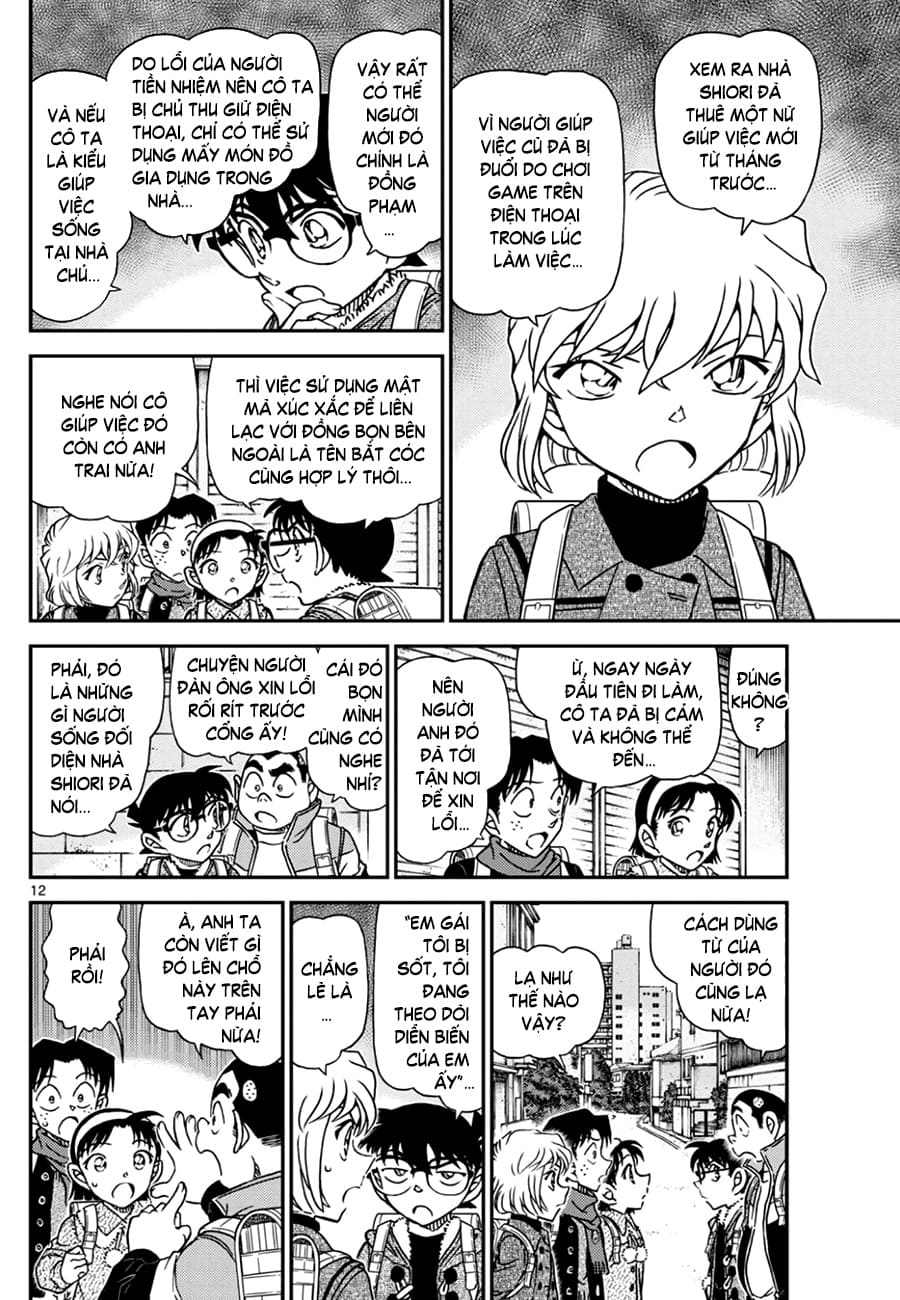 XEM RA NHÀ
SHIORI ĐÃ
THUÊ MỘT NỮ
GIÚP VIỆC MỚI
TỪ THÁNG
TRƯỚC...
VÌ NGƯỜI GIÚP
VIỆC CŨ ĐÃ BỊ
ĐUỔI DO CHƠI
GAME TRÊN
ĐIỆN THOẠI
TRONG LÚC
LÀM VIỆC...
VẬY RẤT
CÓ THỂ
NGƯỜI
MỚI ĐÓ
CHÍNH LÀ
ĐỒNG
PHẠM
...
DO LỖI CỦA NGƯỜI
TIỀN NHIỆM NÊN CÔ TA
BỊ CHỦ THU GIỮ ĐIỆN
THOẠI, CHỈ CÓ THỂ SỬ
DỤNG MẤY MÓN ĐỒ
GIA DỤNG TRONG
NHÀ...
VÀ NẾU
CÔ TA
LÀ KIỂU
GIÚP
VIỆC
SỐNG
TẠI NHÀ
CHỦ...
THÌ VIỆC SỬ DỤNG MẬT
MÃ XÚC XẮC ĐỂ LIÊN
LẠC VỚI ĐỒNG BỌN BÊN
NGOÀI LÀ TÊN BẮT CÓC
CŨNG HỢP LÝ THÔI...
NGHE NÓI CÔ
GIÚP VIỆC ĐÓ
CÒN CÓ ANH
TRAI NỮA!
ĐÚNG
KHÔNG
?
Ừ, NGAY NGÀY
ĐẦU TIÊN ĐI LÀM,
CÔ TA ĐÃ BỊ CẢM
VÀ KHÔNG THỂ
ĐẾN...
NÊN
NGƯỜI
ANH ĐÓ
ĐÃ TỚI
TẬN NƠI
ĐỂ XIN
LỖI...
CÁI ĐÓ
BỌN
MÌNH
CŨNG CÓ
NGHE
NHỈ?
CHUYỆN NGƯỜI
ĐÀN ÔNG XIN LỖI
RỐI RÍT TRƯỚC
CỔNG ẤY!
PHẢI, ĐÓ
LÀ NHỮNG
GÌ NGƯỜI
SỐNG ĐỐI
DIỆN NHÀ
SHIORI ĐÃ
NÓI...
12
CÁCH DÙNG
TỪ CỦA
NGƯỜI ĐÓ
CŨNG LẠ
NỮA!
LẠ NHƯ
THẾ NÀO
VẬY?
"EM GÁI
TÔI BỊ
SỐT, TÔI
ĐANG
THEO DÕI
DIỄN BIẾN
CỦA EM
ẤY"...
CHẲNG
LẼ LÀ
...
À, ANH TA
CÒN VIẾT GÌ
ĐÓ LÊN CHỖ
NÀY TRÊN
TAY PHẢI
NỮA!
PHẢI
RỒI!